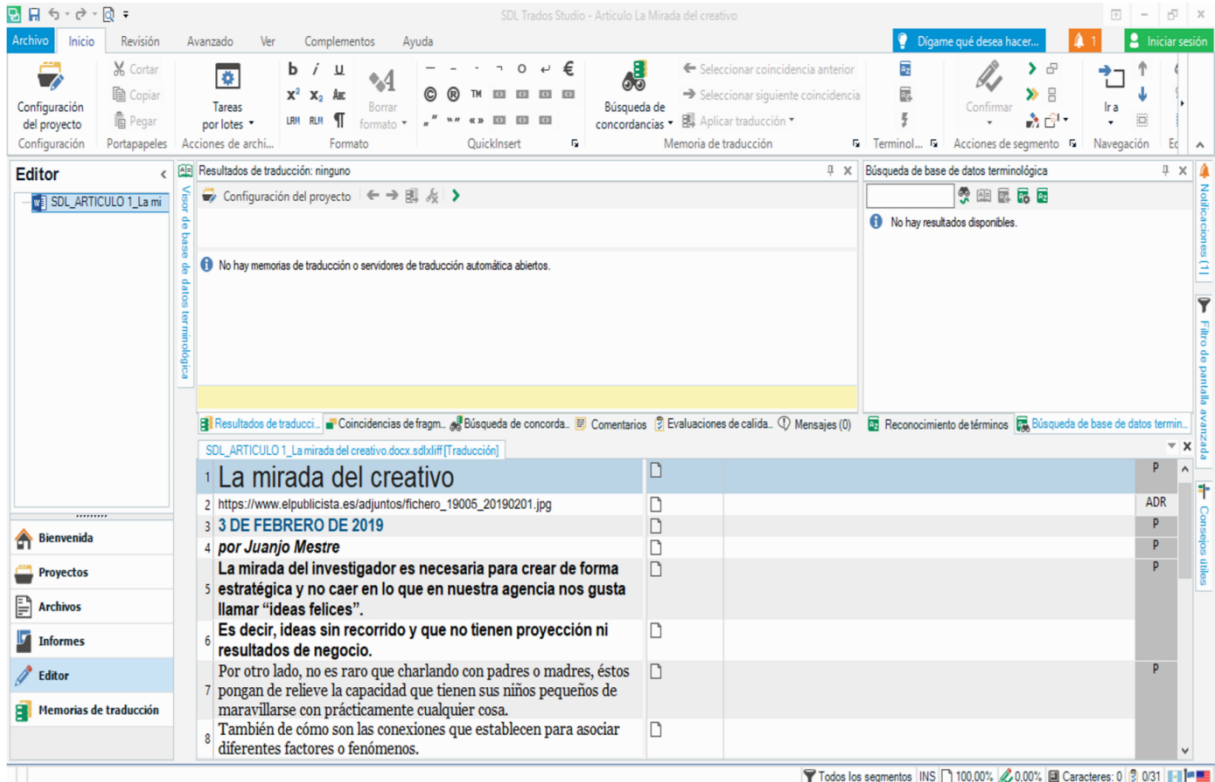 SDL Trados Studio - Articulo La Mirada del creativo
Archivo Inicio Revisión Avanzado Ver Complementos Ayuda Dígame qué desea hacer... 1 Iniciar sesión
Configuración del proyecto
Cortar
Copiar
Pegar
Tareas por lotes
b i u
x² x₂
LRM RLM ¶
Borrar formato
© ® TM
€
Búsqueda de concordancias
Seleccionar coincidencia anterior
Seleccionar siguiente coincidencia
Aplicar traducción
Confirmar
Ir a
Configuración Portapapeles Acciones de archi... Formato QuickInsert Memoria de traducción Terminol... Acciones de segmento Navegación Ec
Editor
SDL_ARTICULO 1_La mi
Visor de base de datos terminológica
Resultados de traducción: ninguno
Configuración del proyecto
No hay memorias de traducción o servidores de traducción automática abiertos.
Búsqueda de base de datos terminológica
No hay resultados disponibles.
Notificaciones (1)
Filtro de pantalla avanzada
Consejos útiles
Resultados de traducci... Coincidencias de fragm... Búsqueda de concorda... Comentarios Evaluaciones de calida... Mensajes (0) Reconocimiento de términos Búsqueda de base de datos termin...
SDL_ARTICULO 1_La mirada del creativo.docx.sdlxliff [Traducción]
1 La mirada del creativo P
2 https://www.elpublicista.es/adjuntos/fichero_19005_20190201.jpg ADR
3 3 DE FEBRERO DE 2019 P
4 por Juanjo Mestre P
5 La mirada del investigador es necesaria para crear de forma P
estratégica y no caer en lo que en nuestra agencia nos gusta
llamar “ideas felices”.
6 Es decir, ideas sin recorrido y que no tienen proyección ni
resultados de negocio.
7 Por otro lado, no es raro que charlando con padres o madres, éstos P
pongan de relieve la capacidad que tienen sus niños pequeños de
maravillarse con prácticamente cualquier cosa.
8 También de cómo son las conexiones que establecen para asociar
diferentes factores o fenómenos.
Bienvenida
Proyectos
Archivos
Informes
Editor
Memorias de traducción
Todos los segmentos INS 100,00% 0,00% Caracteres: 0 0/31